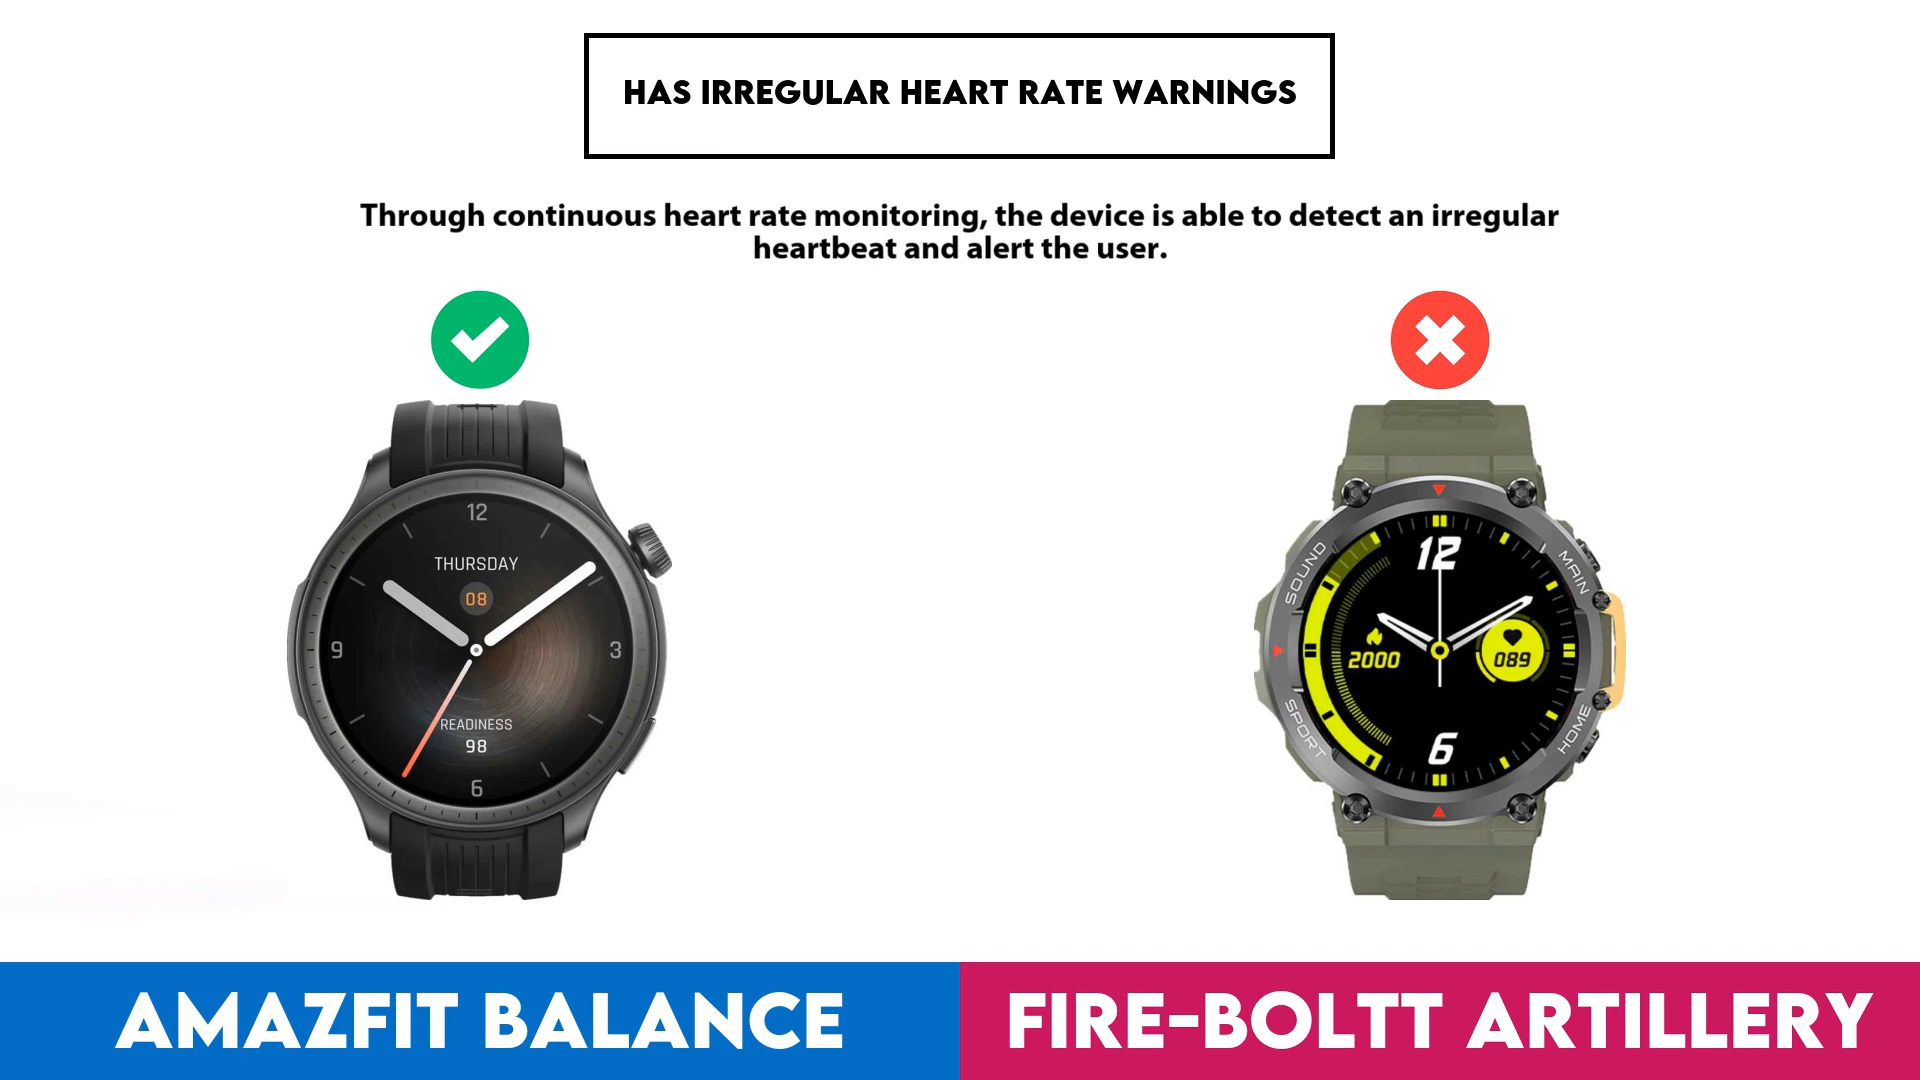 HAS IRREGULAR HEART RATE WARNINGS
Through continuous heart rate monitoring, the device is able to detect an irregular
heartbeat and alert the user.
12
THURSDAY
08
9
3
READINESS
98
6
SOUND
MAIN
12
2000
089
SPORT
HOME
6
AMAZFIT BALANCE
FIRE-BOLTT ARTILLERY